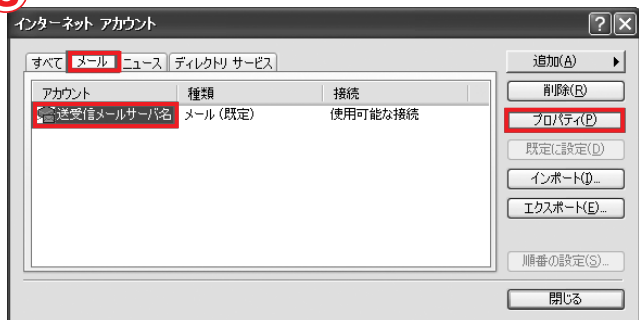 インターネット アカウント
すべて メール ニュース ディレクトリ サービス
追加(A)
アカウント 種類 接続
削除(R)
送受信メールサーバ名 メール (既定) 使用可能な接続
プロパティ(P)
既定に設定(D)
インポート(I)...
エクスポート(E)...
順番の設定(S)...
閉じる